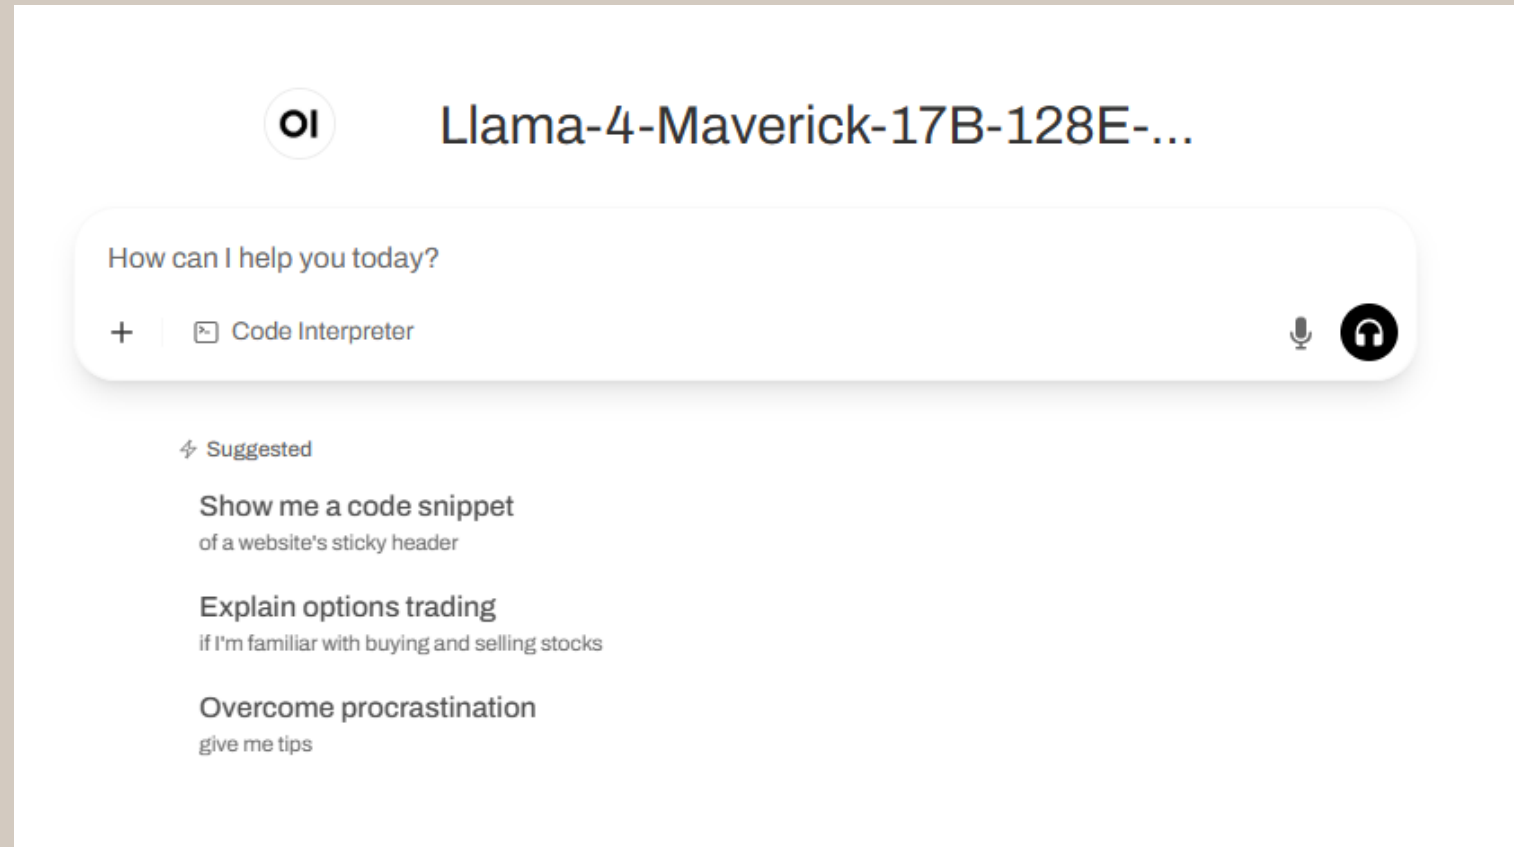 OI
Llama-4-Maverick-17B-128E-...
How can I help you today?
Code Interpreter
Suggested
Show me a code snippet
of a website's sticky header
Explain options trading
if I'm familiar with buying and selling stocks
Overcome procrastination
give me tips